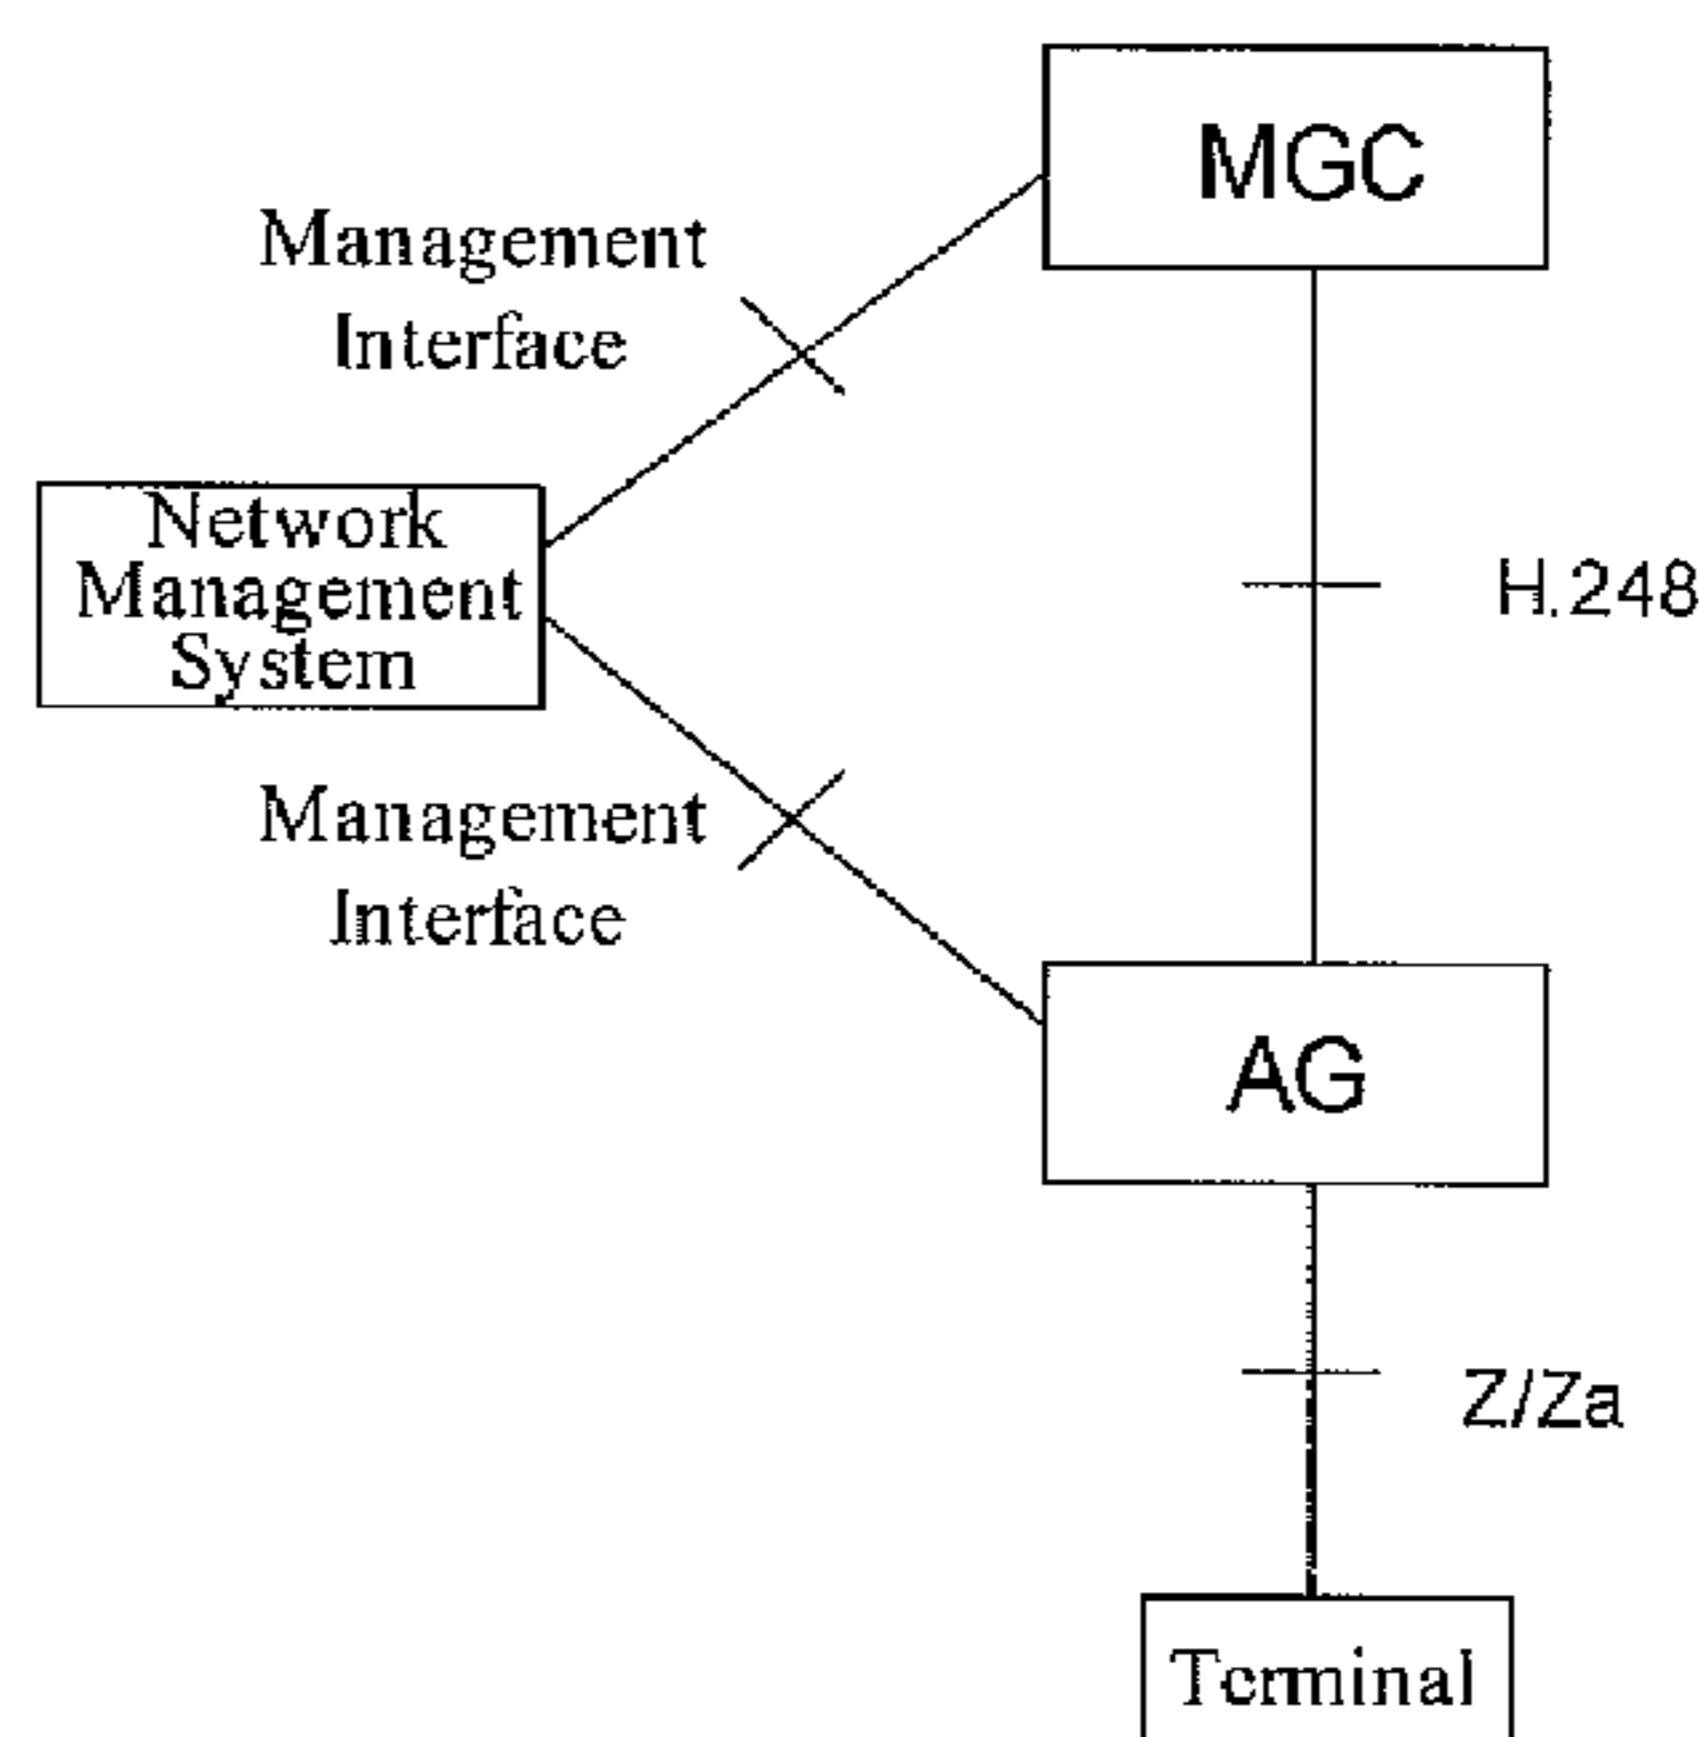 MGC
Management
Interface
Network
Management
System
H.248
Management
Interface
AG
Z/Za
Terminal